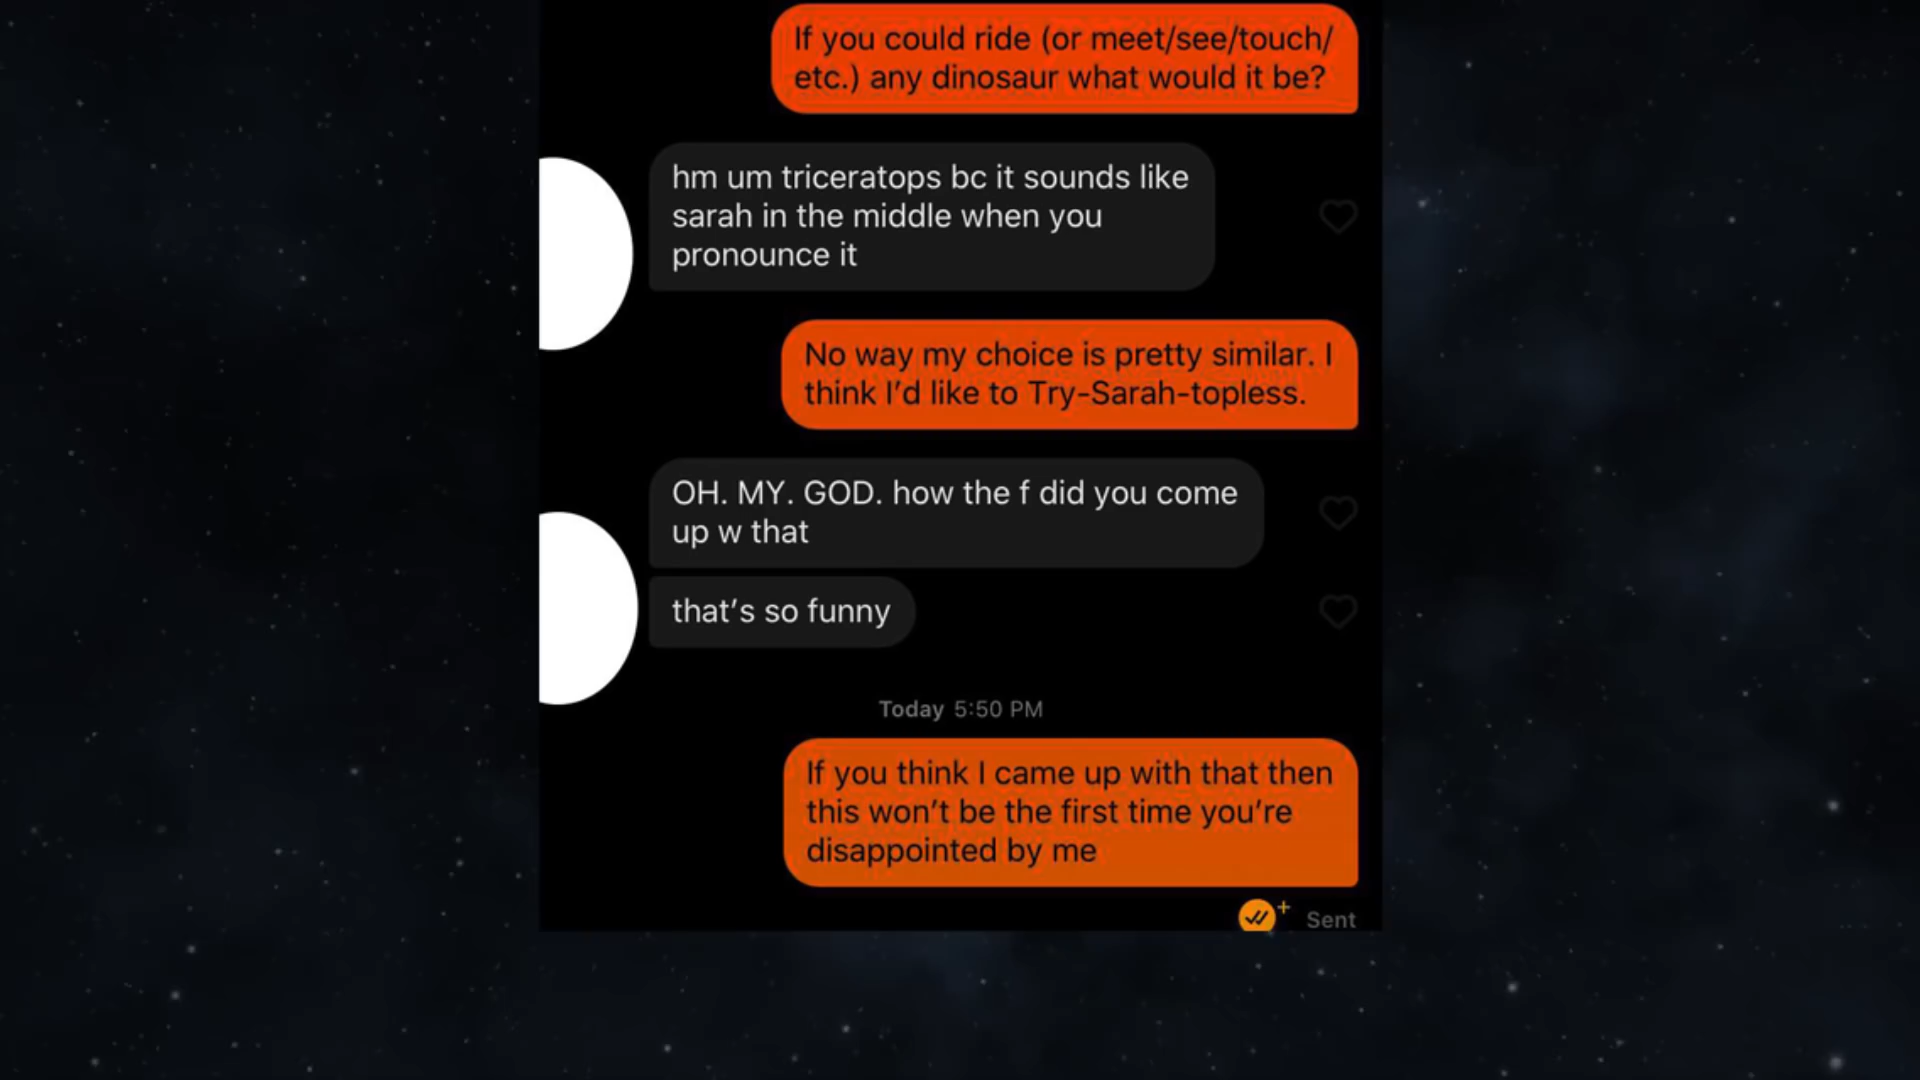 If you could ride (or meet/see/touch/
etc.) any dinosaur what would it be?
hm um triceratops bc it sounds like
sarah in the middle when you
pronounce it
No way my choice is pretty similar. I
think I’d like to Try-Sarah-topless.
OH. MY. GOD. how the f did you come
up w that
that’s so funny
Today 5:50 PM
If you think I came up with that then
this won’t be the first time you’re
disappointed by me
Sent